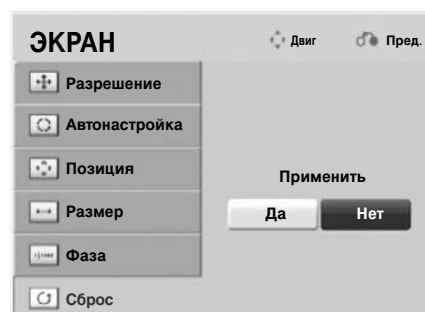 ЭКРАН
Двиг
Пред.
Разрешение
Автонастройка
Позиция
Размер
Фаза
Сброс
Применить
Да
Нет